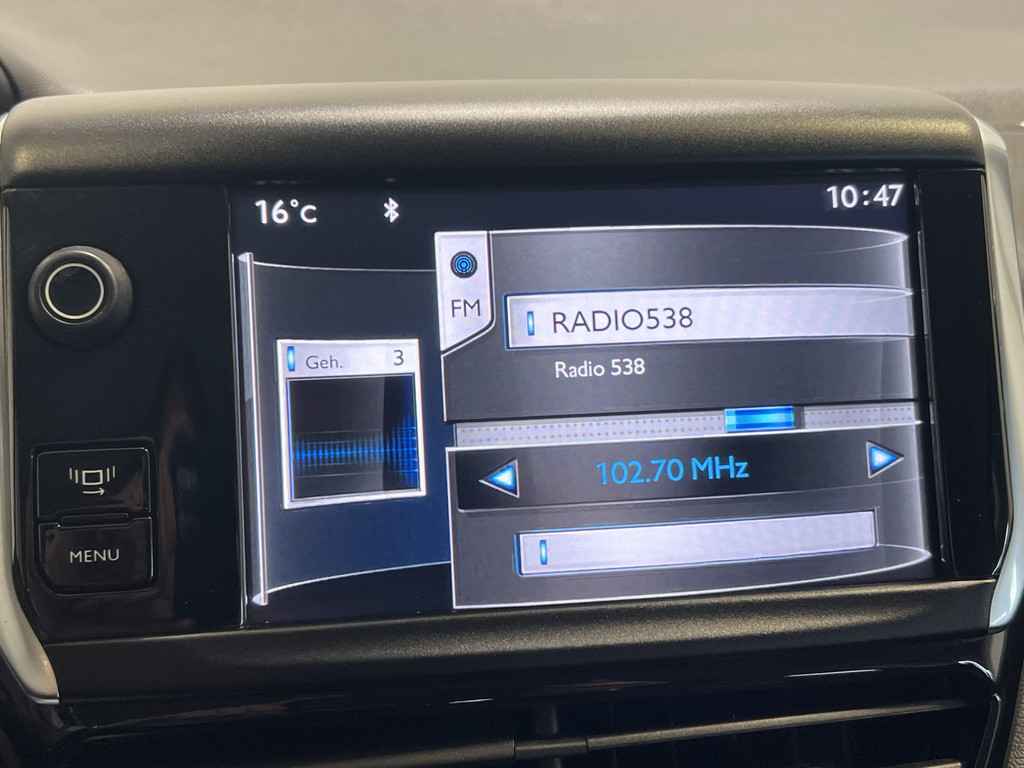 16°C
10:47
FM
RADIO538
Geh. 3
Radio 538
102.70 MHz
MENU